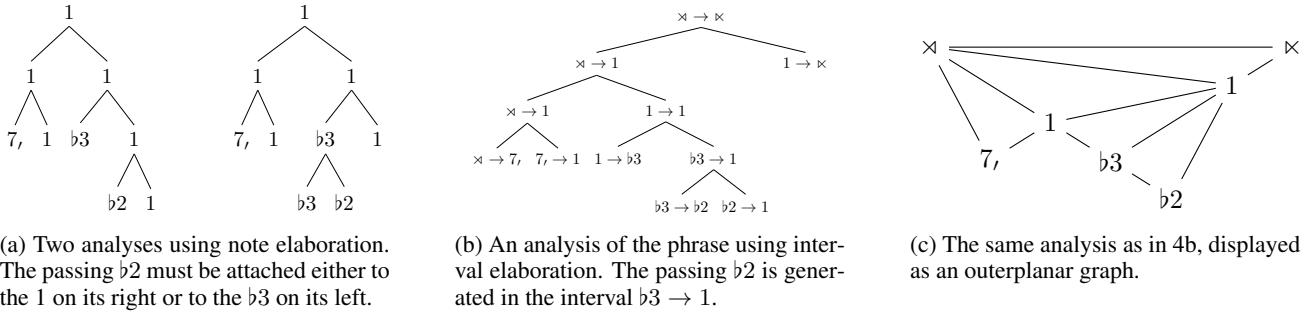 1
1 1
7, 1 ♭3 1
♭2 1
1
1 1
7, 1 ♭3 1
♭3 ♭2
(a) Two analyses using note elaboration.
The passing ♭2 must be attached either to
the 1 on its right or to the ♭3 on its left.
⋊ → ⋉
⋊ → 1 1 → ⋉
⋊ → 1 1 → 1
⋊ → 7, 7, → 1 1 → ♭3 ♭3 → 1
♭3 → ♭2 ♭2 → 1
(b) An analysis of the phrase using inter-
val elaboration. The passing ♭2 is gener-
ated in the interval ♭3 → 1.
⋊ ⋉
1
1
7, ♭3
♭2
(c) The same analysis as in 4b, displayed
as an outerplanar graph.